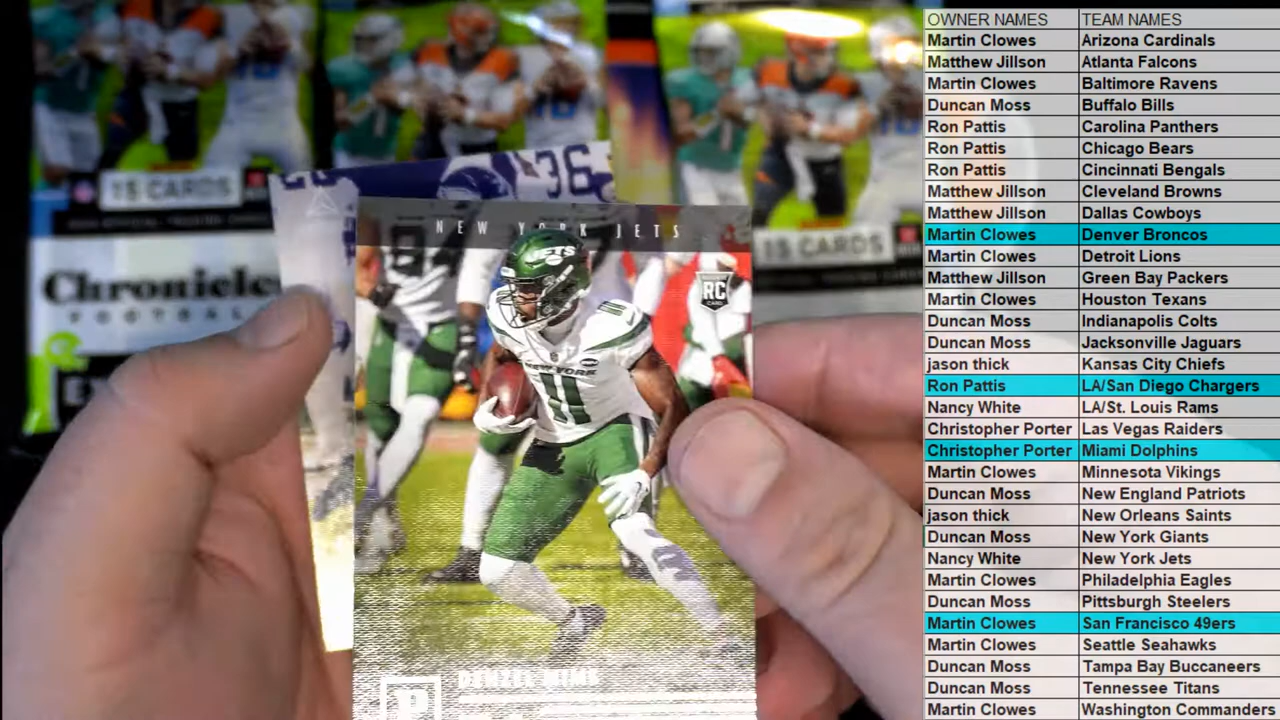 OWNER NAMES TEAM NAMES
Martin Clowes Arizona Cardinals
Matthew Jillson Atlanta Falcons
Martin Clowes Baltimore Ravens
Duncan Moss Buffalo Bills
Ron Pattis Carolina Panthers
Ron Pattis Chicago Bears
Ron Pattis Cincinnati Bengals
Matthew Jillson Cleveland Browns
Matthew Jillson Dallas Cowboys
Martin Clowes Denver Broncos
Martin Clowes Detroit Lions
Matthew Jillson Green Bay Packers
Martin Clowes Houston Texans
Duncan Moss Indianapolis Colts
Duncan Moss Jacksonville Jaguars
jason thick Kansas City Chiefs
Ron Pattis LA/San Diego Chargers
Nancy White LA/St. Louis Rams
Christopher Porter Las Vegas Raiders
Christopher Porter Miami Dolphins
Martin Clowes Minnesota Vikings
Duncan Moss New England Patriots
jason thick New Orleans Saints
Duncan Moss New York Giants
Nancy White New York Jets
Martin Clowes Philadelphia Eagles
Duncan Moss Pittsburgh Steelers
Martin Clowes San Francisco 49ers
Martin Clowes Seattle Seahawks
Duncan Moss Tampa Bay Buccaneers
Duncan Moss Tennessee Titans
Martin Clowes Washington Commanders
15 CARDS
15 CARDS
Chronicle
FOOTBAL
36
NEW YORK JETS
RC
JETS
NEW YORK
11
DENZEL MIMS